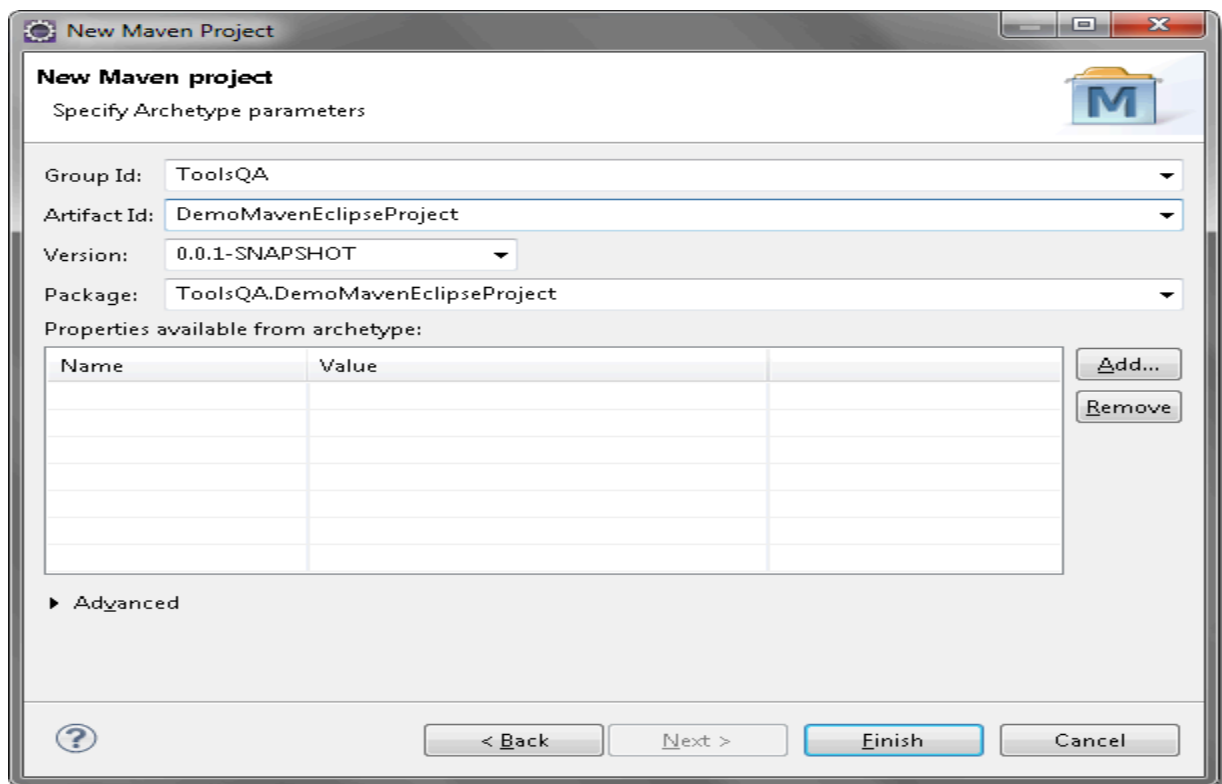 New Maven Project
New Maven project
Specify Archetype parameters
M
Group Id: ToolsQA
Artifact Id: DemoMavenEclipseProject
Version: 0.0.1-SNAPSHOT
Package: ToolsQA.DemoMavenEclipseProject
Properties available from archetype:
Name Value Add...
Remove
Advanced
? < Back Next > Finish Cancel